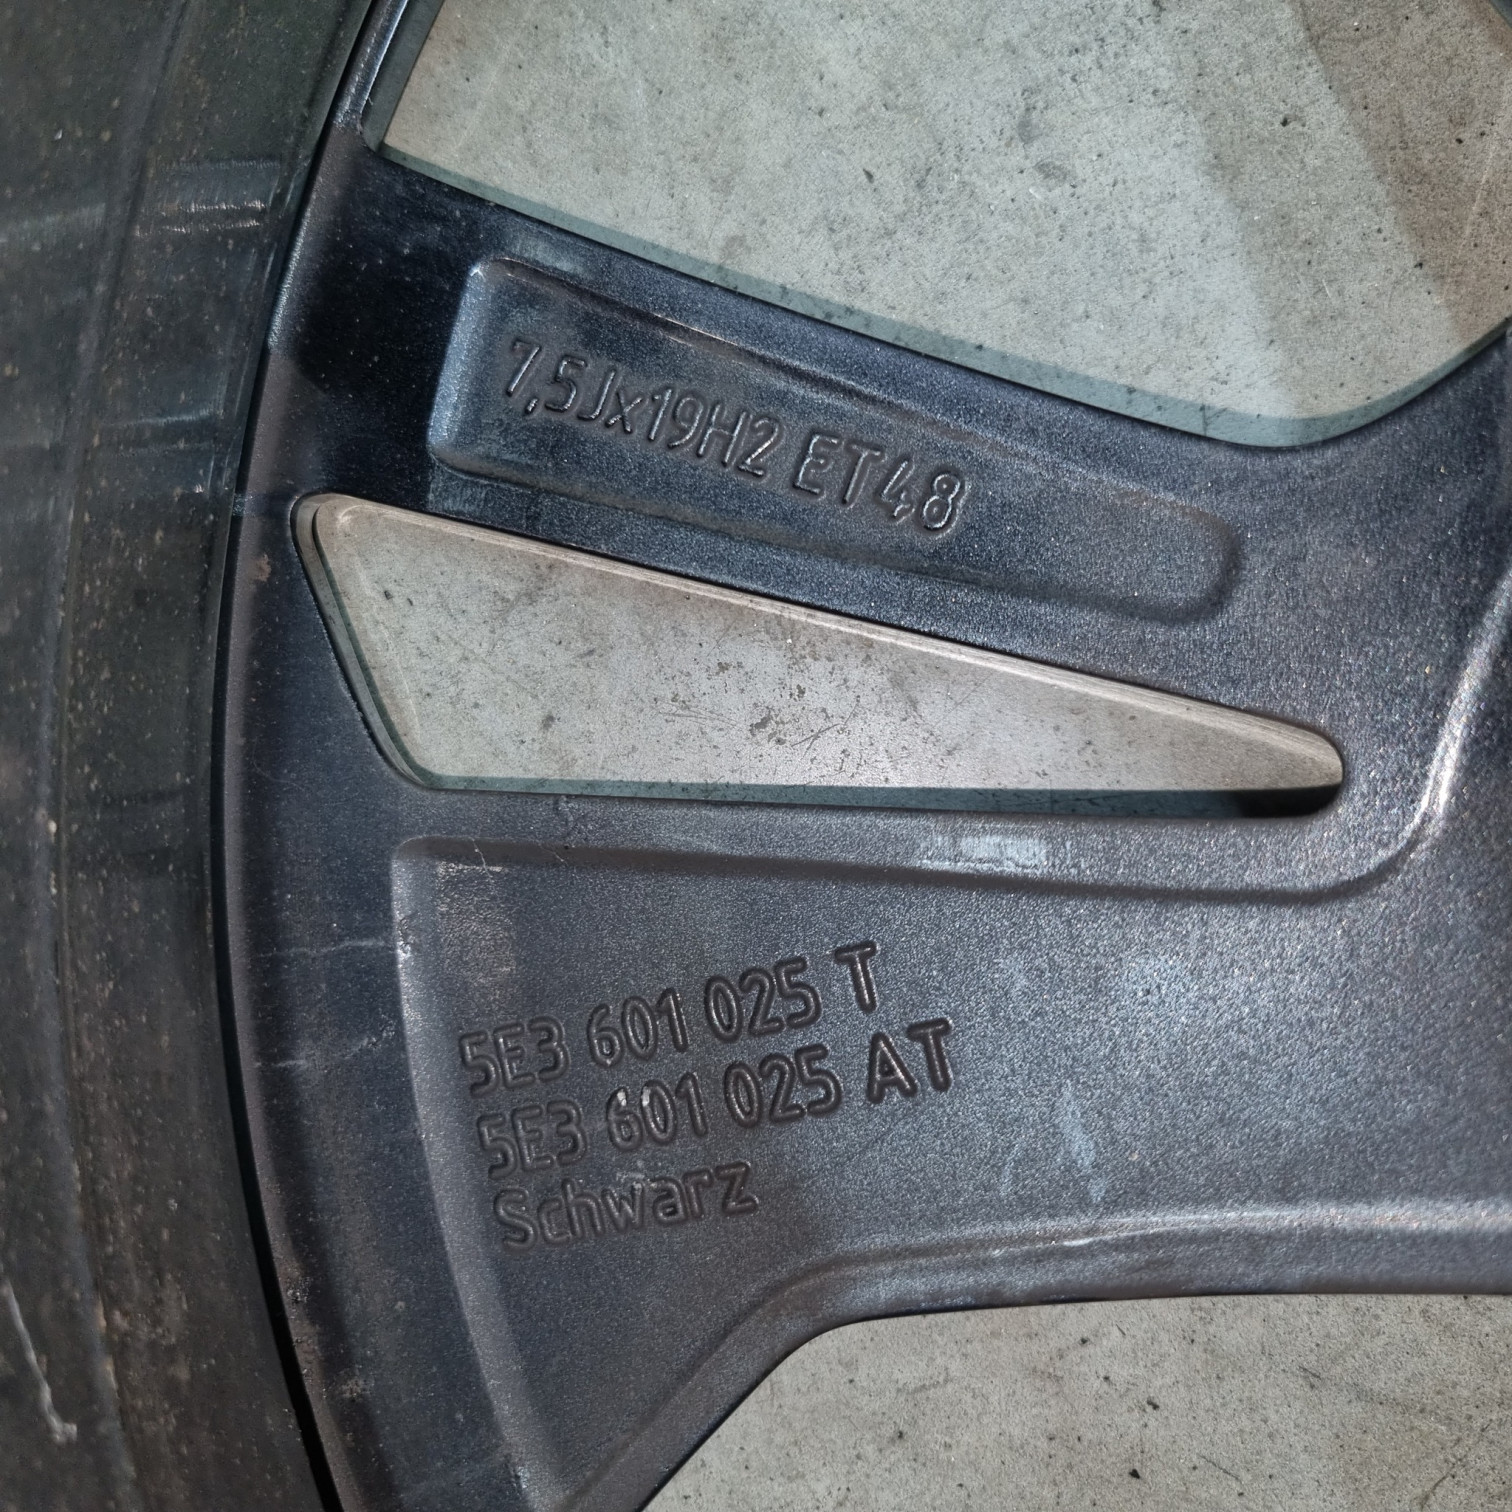 7,5Jx19H2 ET48
5E3 601 025 T
5E3 601 025 AT
Schwarz